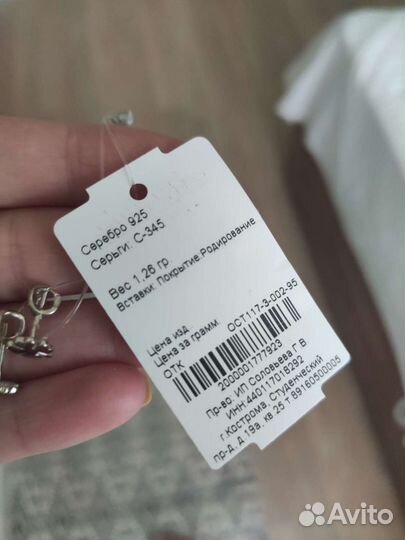 Серебро 925
Серьги: С-345
Вес 1,26 гр.
Вставки: Покрытие:Родирование
Цена изд.
Цена за грамм
ОТК ОСТ117-3-002-95
2000001777923
Пр-во: ИП Соловьева Г В
ИНН:440117016292
г.Кострома, Студенческий
пр-д, д 19а, кв 25 т 89160500005
Avito